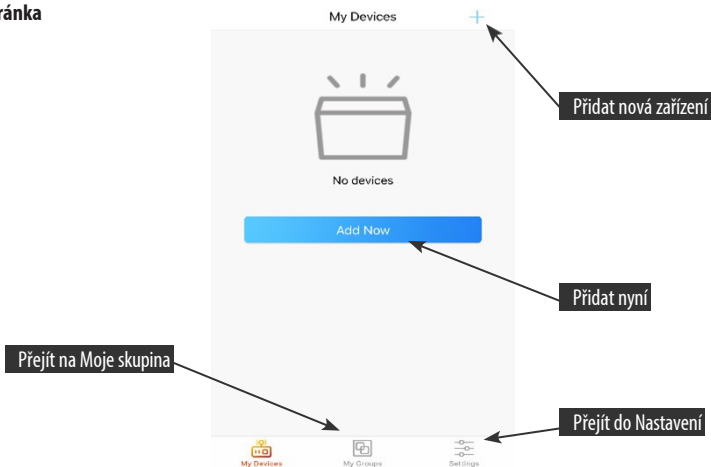 ránka
My Devices +
Přidat nová zařízení
No devices
Add Now
Přidat nyní
Přejít na Moje skupina
Přejít do Nastavení
My Devices My Groups Settings